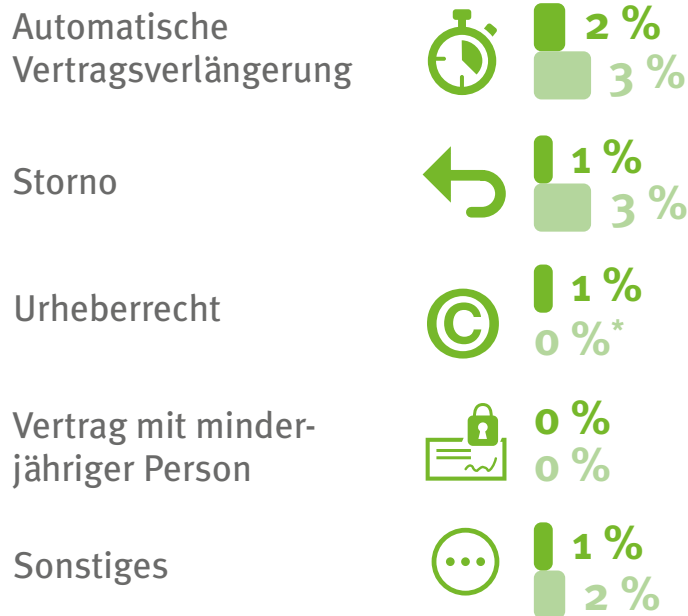 Automatische
Vertragsverlängerung
2 %
3 %
Storno
1 %
3 %
Urheberrecht
©
1 %
0 %*
Vertrag mit minder-
jähriger Person
0 %
0 %
Sonstiges
1 %
2 %